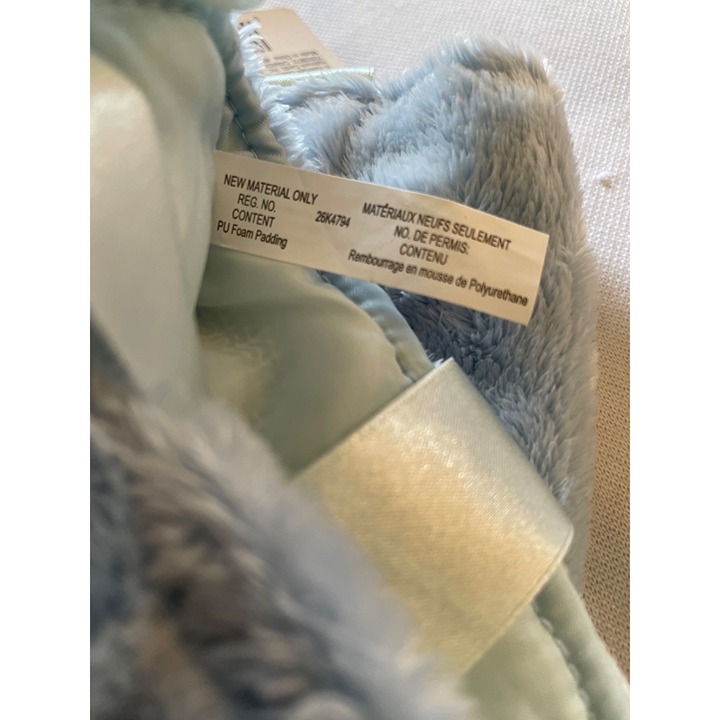 NEW MATERIAL ONLY
REG. NO. 26K4794
CONTENT
PU Foam Padding
MATÉRIAUX NEUFS SEULEMENT
NO. DE PERMIS:
CONTENU
Rembourrage en mousse de Polyurethane